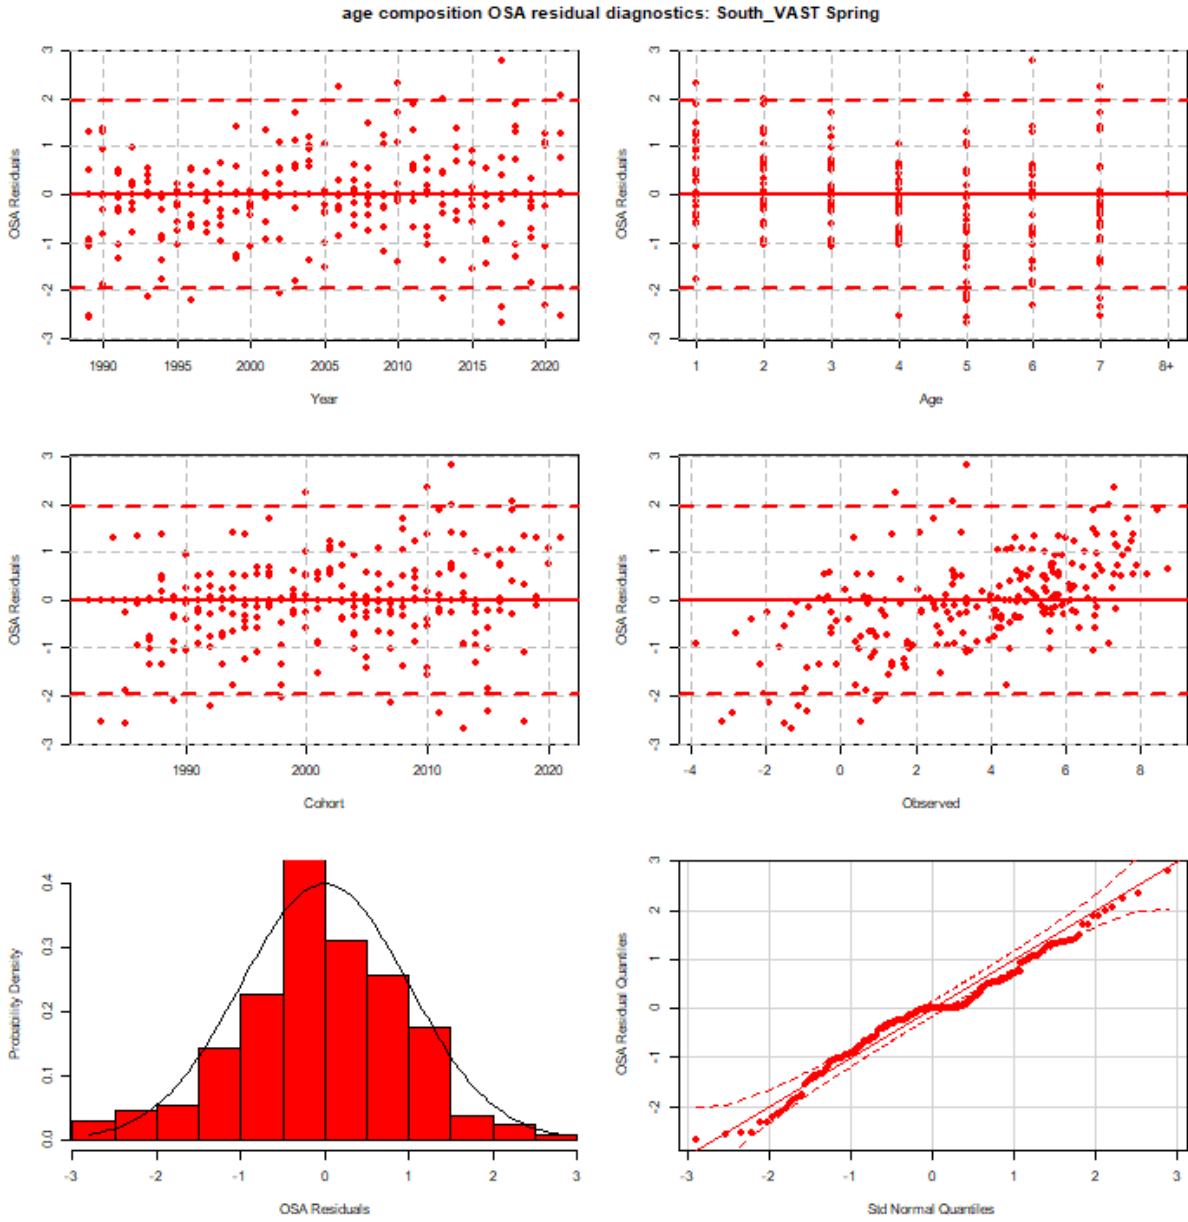 age composition OSA residual diagnostics: South_VAST Spring
OSA Residuals
3
2
1
0
-1
-2
-3
1990 1995 2000 2005 2010 2015 2020
Year
OSA Residuals
3
2
1
0
-1
-2
-3
1 2 3 4 5 6 7 8+
Age
OSA Residuals
3
2
1
0
-1
-2
-3
1990 2000 2010 2020
Cohort
OSA Residuals
3
2
1
0
-1
-2
-3
-4 -2 0 2 4 6 8
Observed
Probability Density
0.4
0.3
0.2
0.1
0.0
-3 -2 -1 0 1 2 3
OSA Residuals
OSA Residual Quantiles
3
2
1
0
-1
-2
-3 -2 -1 0 1 2 3
Std Normal Quantiles